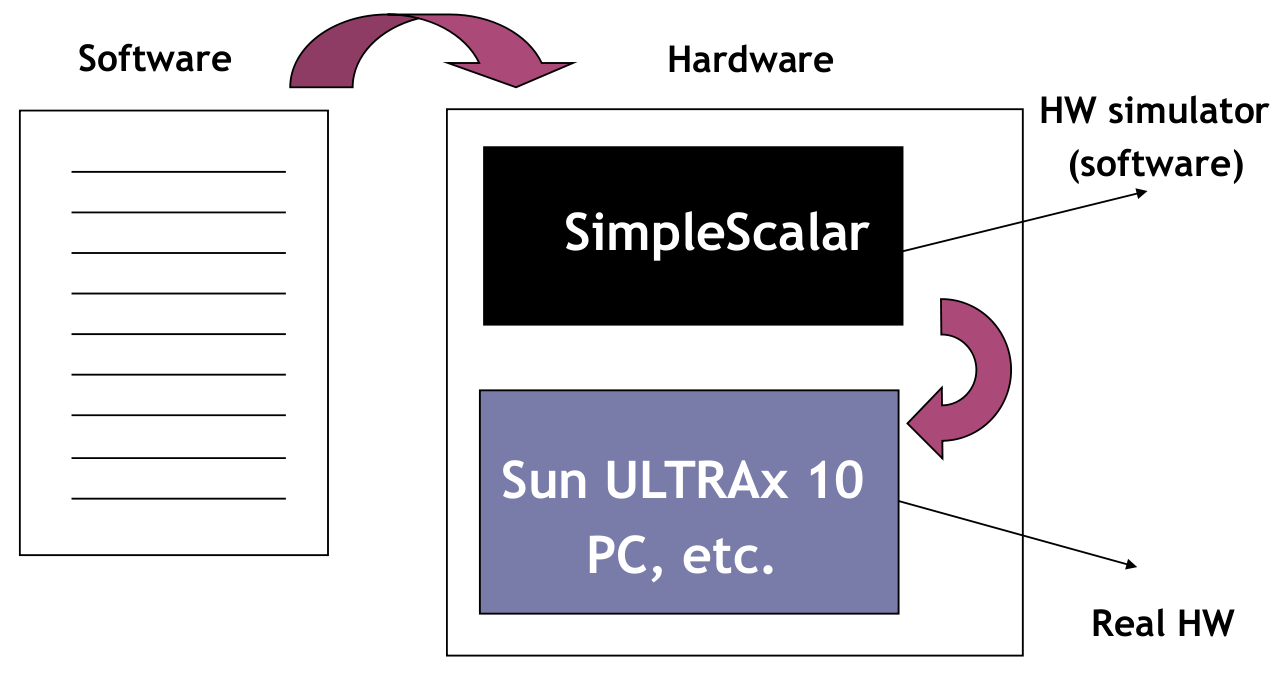 Software
Hardware
HW simulator
(software)
SimpleScalar
Sun ULTRAx 10
PC, etc.
Real HW